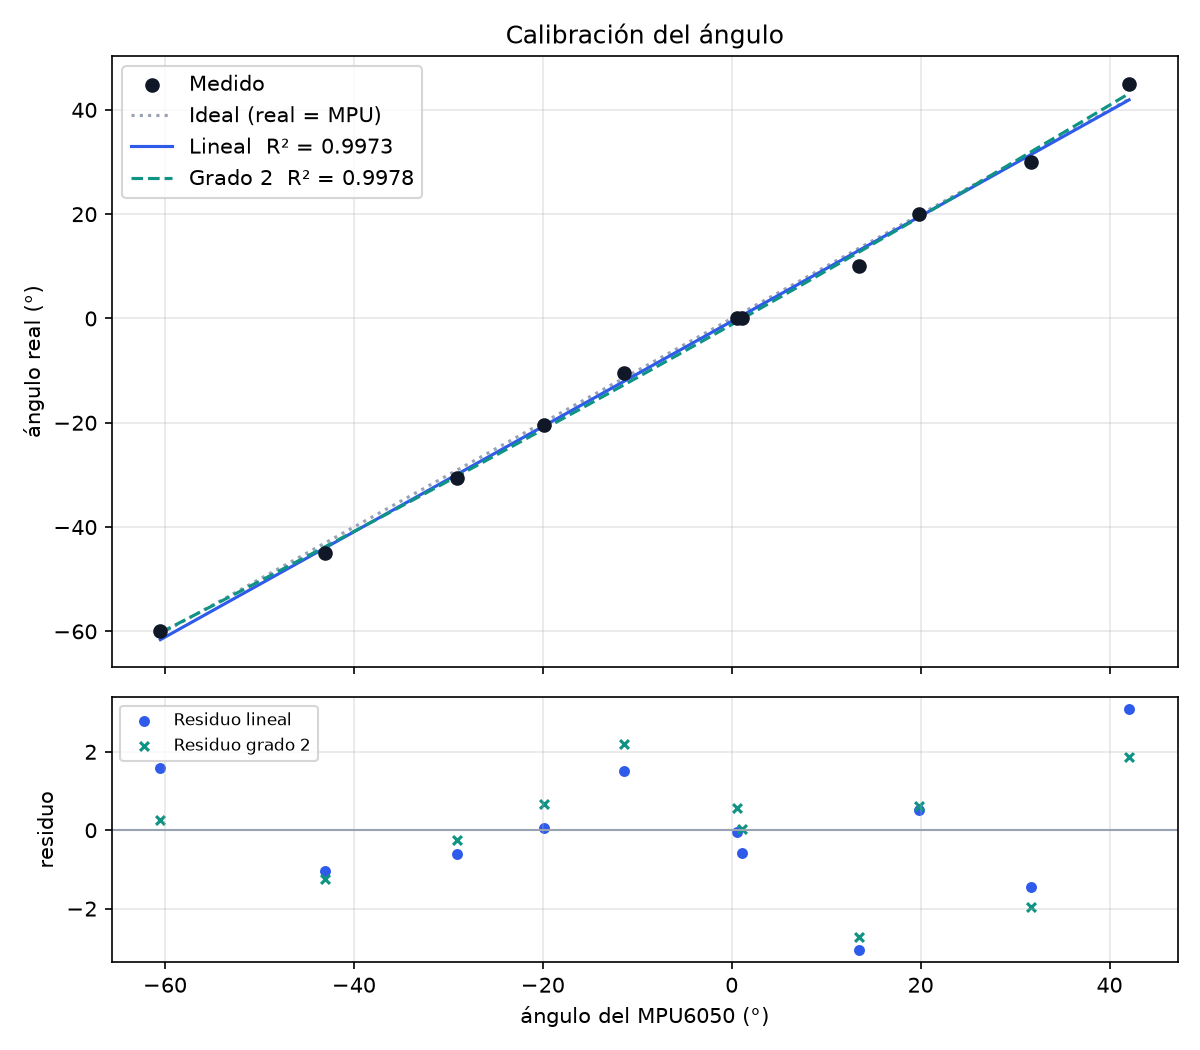 Calibración del ángulo
Medido
Ideal (real = MPU)
Lineal  R² = 0.9973
Grado 2  R² = 0.9978
ángulo real (°)
40
20
0
−20
−40
−60
Residuo lineal
Residuo grado 2
residuo
2
0
−2
−60 −40 −20 0 20 40
ángulo del MPU6050 (°)